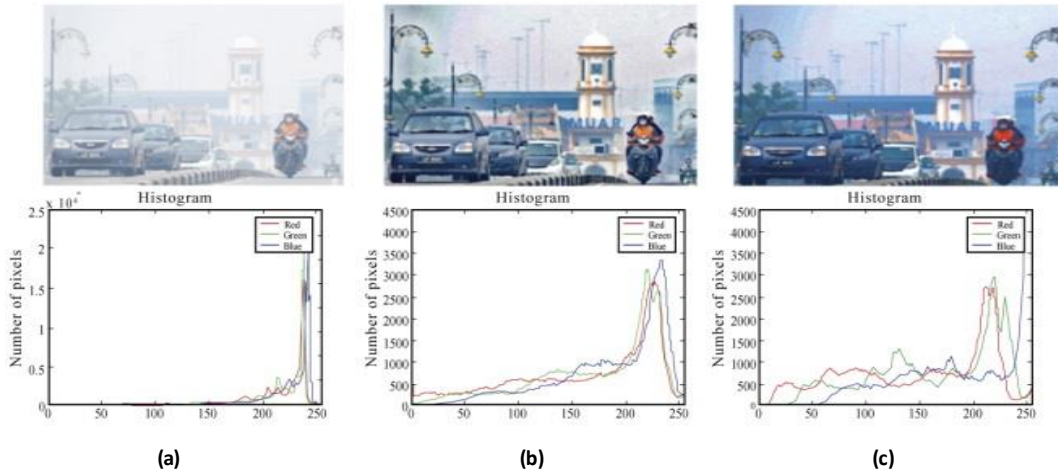 MUAR
Histogram
x 10⁴
2.5
2
1.5
1
0.5
0
Number of pixels
Red
Green
Blue
0 50 100 150 200 250
(a)
MUAR
Histogram
4500
4000
3500
3000
2500
2000
1500
1000
500
0
Number of pixels
Red
Green
Blue
0 50 100 150 200 250
(b)
MUAR
Histogram
4500
4000
3500
3000
2500
2000
1500
1000
500
0
Number of pixels
Red
Green
Blue
0 50 100 150 200 250
(c)